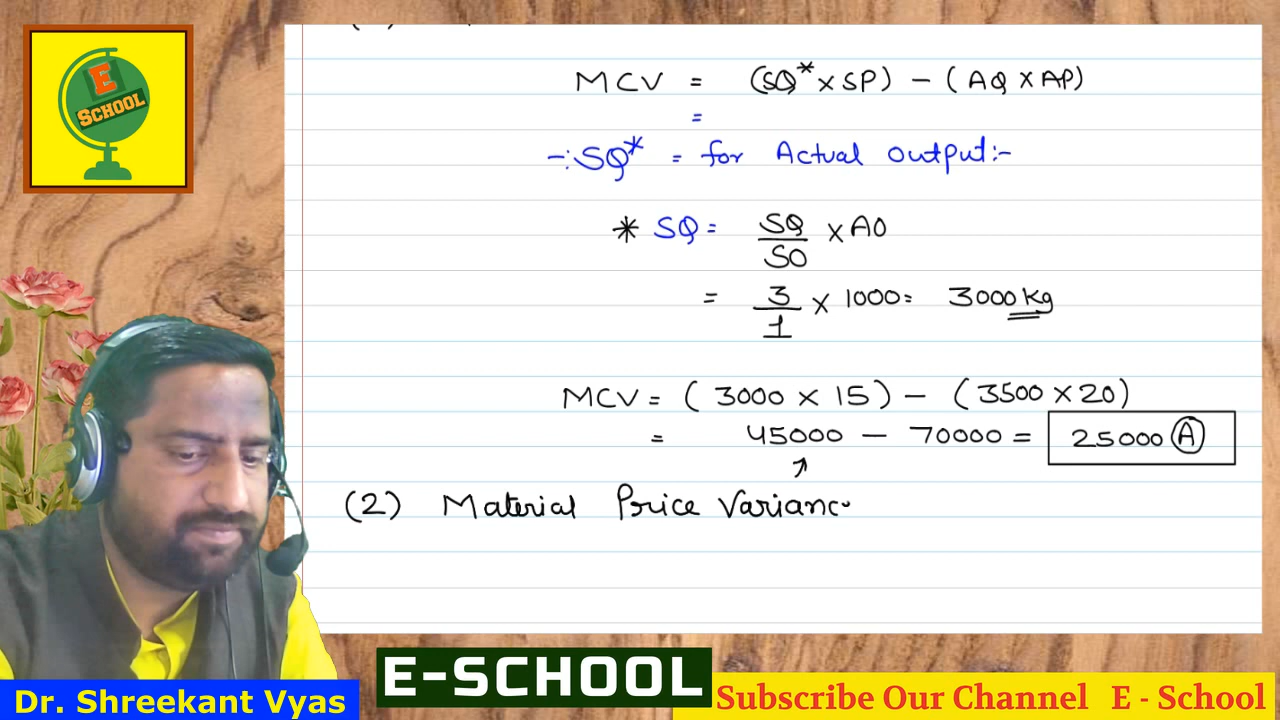 E
SCHOOL
MCV = (SQ* × SP) - (AQ × AP)
=
-:SQ* = for Actual output:-
* SQ = SQ/SO × AO
= 3/1 × 1000 = 3000 kg
MCV = (3000 × 15) - (3500 × 20)
= 45000 - 70000 = 25000 (A)
(2) Material Price Varianc
E-SCHOOL
Dr. Shreekant Vyas
Subscribe Our Channel E - School